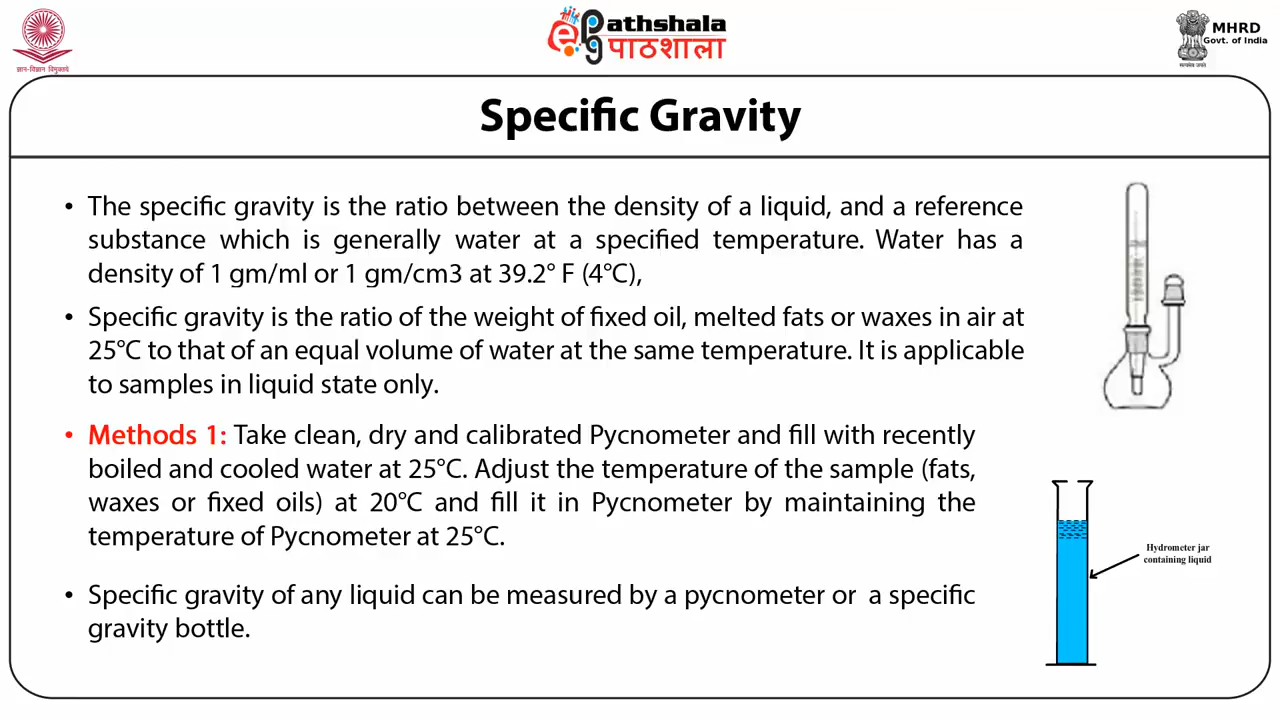 ज्ञान-विज्ञान विमुक्तये
epg athshala
पाठशाला
MHRD
Govt. of India
सत्यमेव जयते
Specific Gravity
• The specific gravity is the ratio between the density of a liquid, and a reference
substance which is generally water at a specified temperature. Water has a
density of 1 gm/ml or 1 gm/cm3 at 39.2° F (4°C),
• Specific gravity is the ratio of the weight of fixed oil, melted fats or waxes in air at
25°C to that of an equal volume of water at the same temperature. It is applicable
to samples in liquid state only.
• Methods 1: Take clean, dry and calibrated Pycnometer and fill with recently
boiled and cooled water at 25°C. Adjust the temperature of the sample (fats,
waxes or fixed oils) at 20°C and fill it in Pycnometer by maintaining the
temperature of Pycnometer at 25°C.
Hydrometer jar
containing liquid
• Specific gravity of any liquid can be measured by a pycnometer or a specific
gravity bottle.